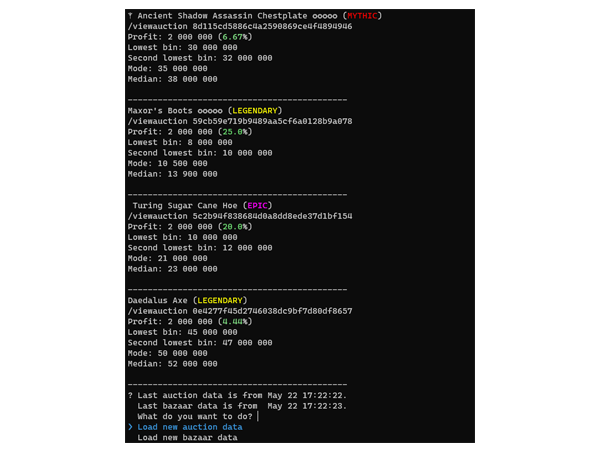 † Ancient Shadow Assassin Chestplate ✪✪✪✪✪ (MYTHIC)
/viewauction 8d115cd5886c4a2590869ce4f4894946
Profit: 2 000 000 (6.67%)
Lowest bin: 30 000 000
Second lowest bin: 32 000 000
Mode: 35 000 000
Median: 38 000 000
--------------------------------------------
Maxor's Boots ✪✪✪✪✪ (LEGENDARY)
/viewauction 59cb59e719b9489aa5cf6a0128b9a078
Profit: 2 000 000 (25.0%)
Lowest bin: 8 000 000
Second lowest bin: 10 000 000
Mode: 10 500 000
Median: 13 900 000
--------------------------------------------
Turing Sugar Cane Hoe (EPIC)
/viewauction 5c2b94f838684d0a8dd8ede37d1bf154
Profit: 2 000 000 (20.0%)
Lowest bin: 10 000 000
Second lowest bin: 12 000 000
Mode: 21 000 000
Median: 23 000 000
--------------------------------------------
Daedalus Axe (LEGENDARY)
/viewauction 0e4277f45d2746038dc9bf7d80df8657
Profit: 2 000 000 (4.44%)
Lowest bin: 45 000 000
Second lowest bin: 47 000 000
Mode: 50 000 000
Median: 52 000 000
--------------------------------------------
? Last auction data is from May 22 17:22:22.
Last bazaar data is from  May 22 17:22:23.
What do you want to do?
❯ Load new auction data
Load new bazaar data